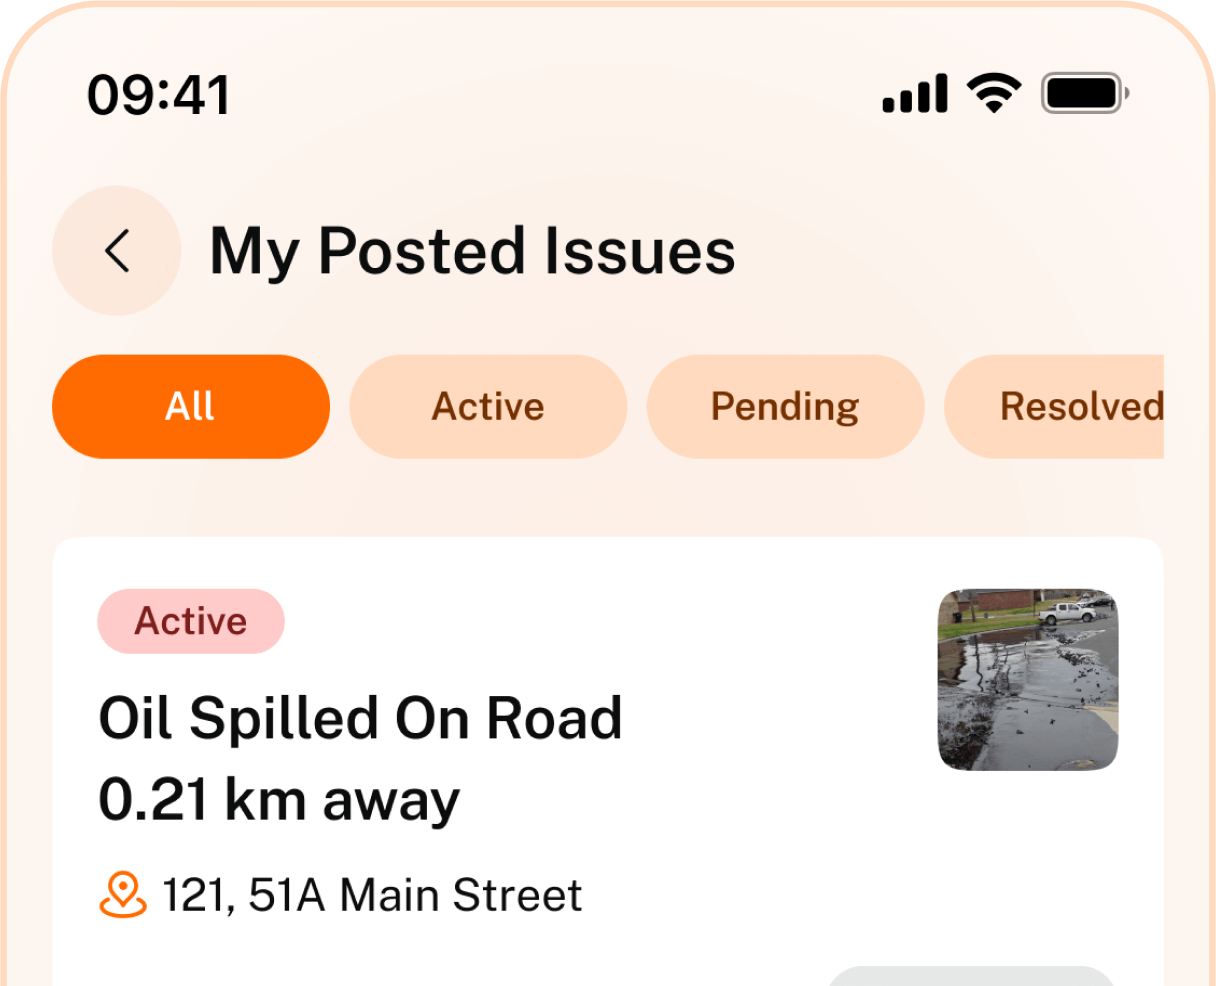 09:41
My Posted Issues
All Active Pending Resolved
Active
Oil Spilled On Road
0.21 km away
121, 51A Main Street